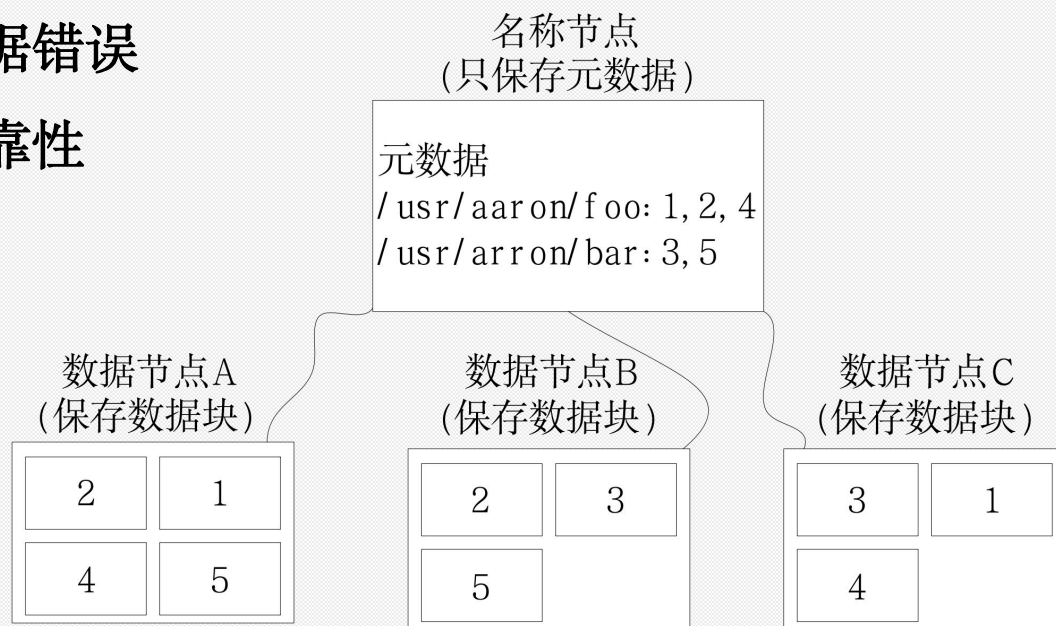 据错误
靠性
名称节点
(只保存元数据)
元数据
/usr/aaron/foo:1,2,4
/usr/arron/bar:3,5
数据节点A
(保存数据块)
2 1
4 5
数据节点B
(保存数据块)
2 3
5
数据节点C
(保存数据块)
3 1
4